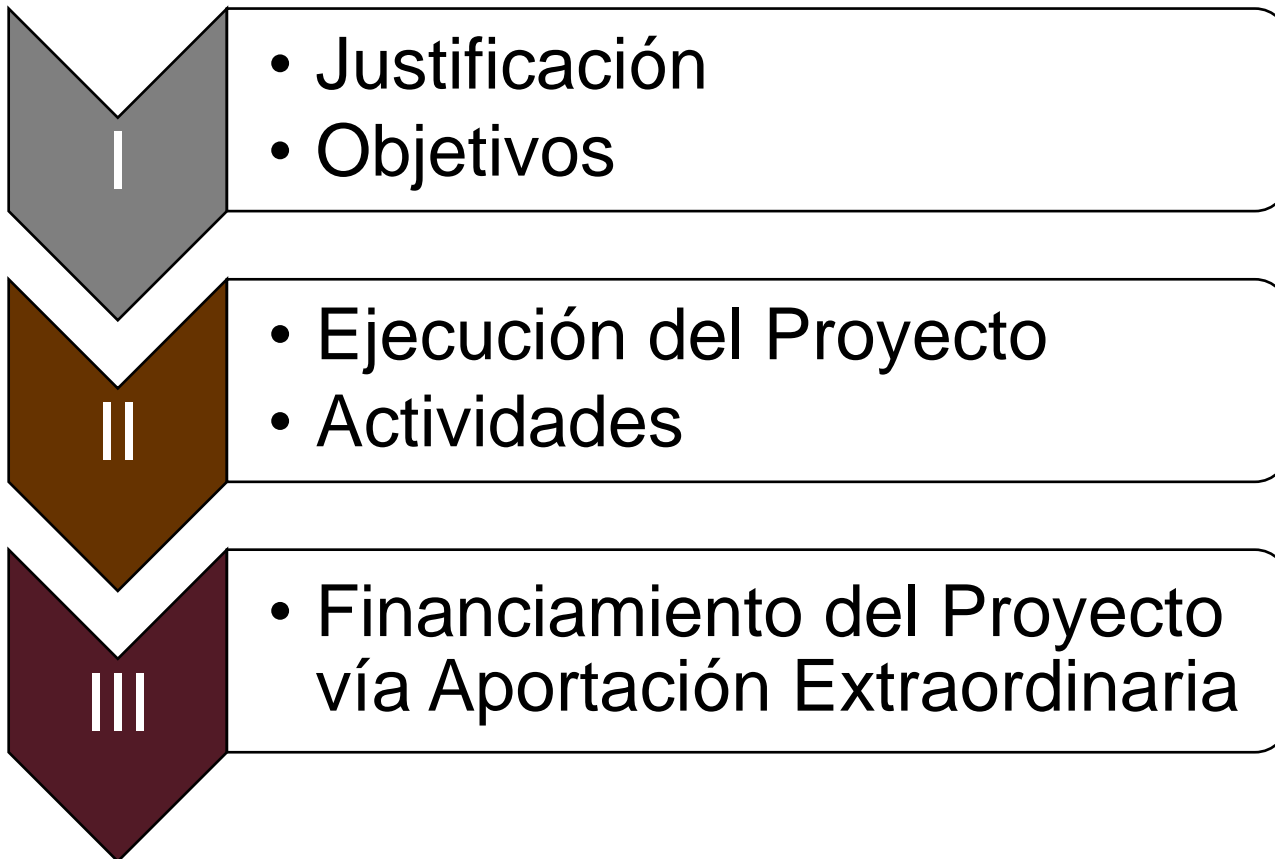 I
• Justificación
• Objetivos
II
• Ejecución del Proyecto
• Actividades
III
• Financiamiento del Proyecto
vía Aportación Extraordinaria